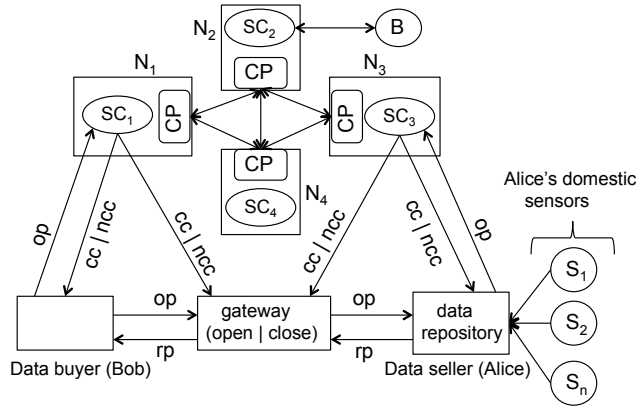 N2
SC2
B
CP
N1
N3
SC1
CP
CP
SC3
CP
SC4
N4
Alice's domestic
sensors
op
cc | ncc
cc | ncc
cc | ncc
cc | ncc
op
S1
S2
Sn
op
gateway
(open | close)
op
data
repository
rp
rp
Data buyer (Bob)
Data seller (Alice)